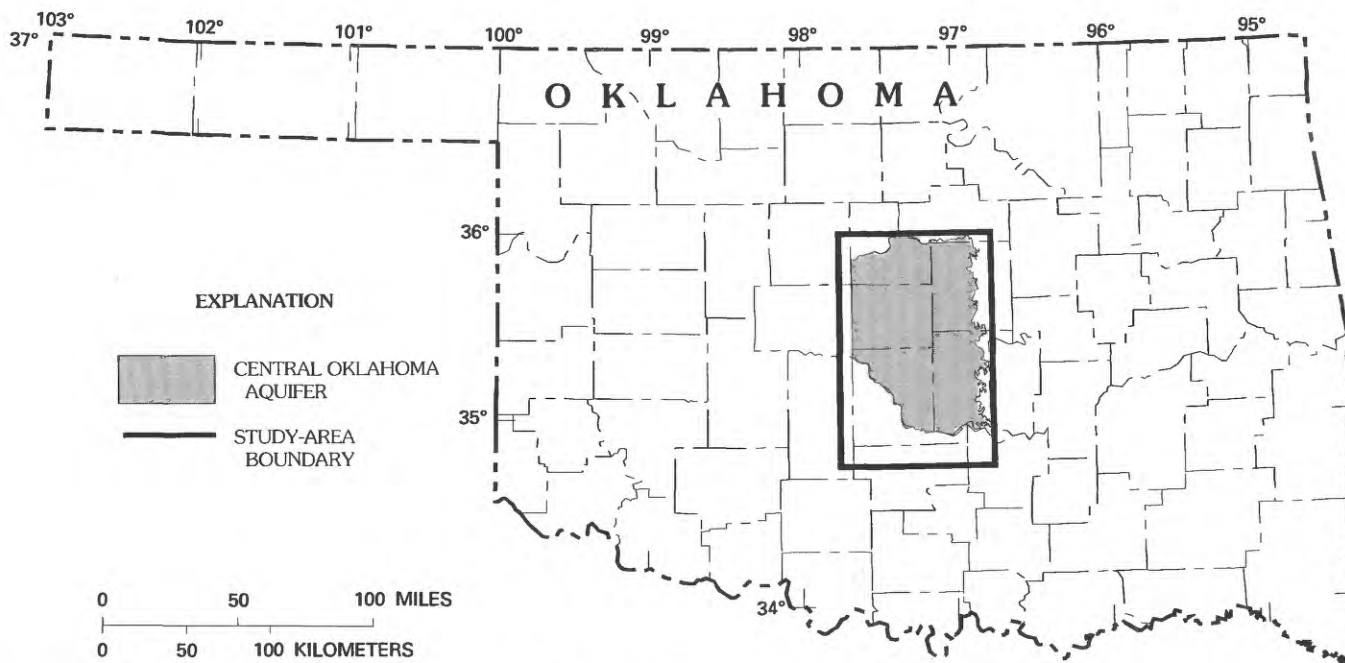 103° 102° 101° 100° 99° 98° 97° 96° 95°
37°
OKLAHOMA
36°
EXPLANATION
CENTRAL OKLAHOMA
AQUIFER
35°
STUDY-AREA
BOUNDARY
34°
0 50 100 MILES
0 50 100 KILOMETERS